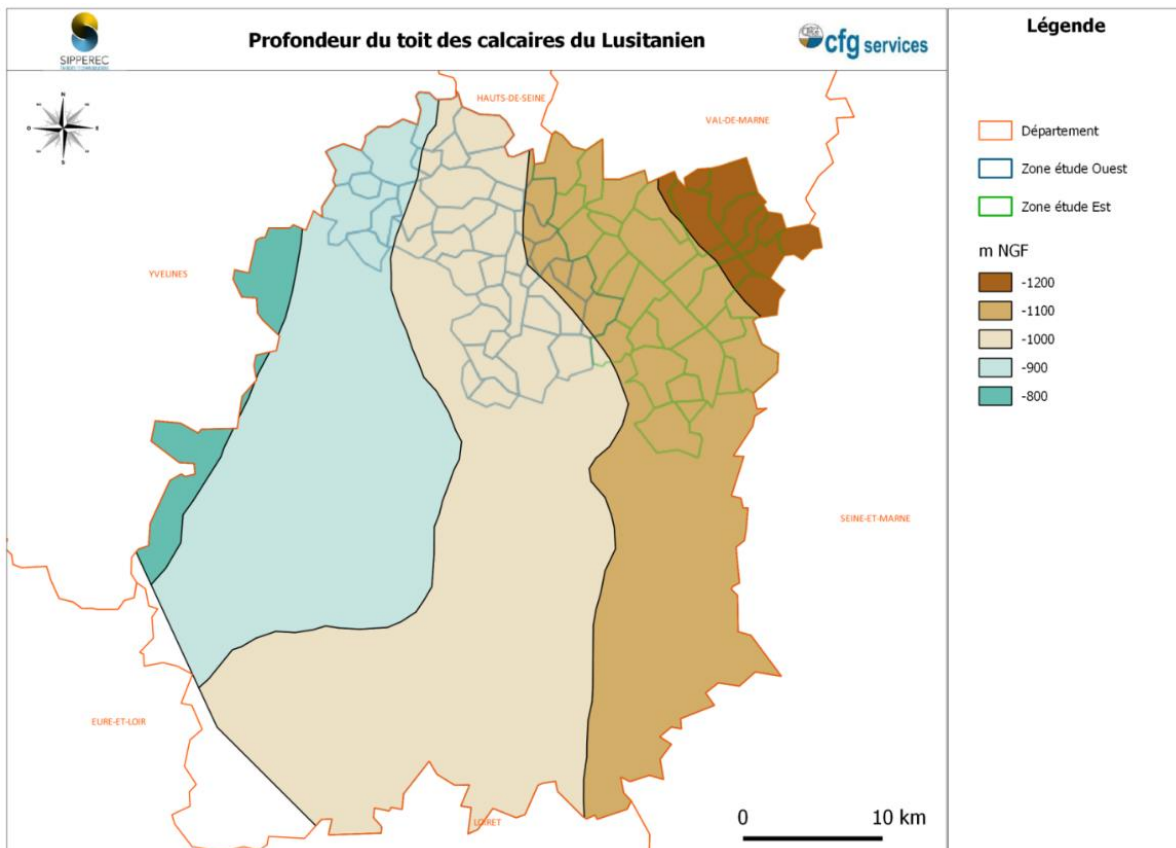 Profondeur du toit des calcaires du Lusitanien
SIPPEREC
cfg services
Légende
HAUTS-DE-SEINE
VAL-DE-MARNE
Département
Zone étude Ouest
Zone étude Est
m NGF
YVELINES
-1200
-1100
-1000
-900
-800
SEINE-ET-MARNE
EURE-ET-LOIR
LOIRET
0 10 km